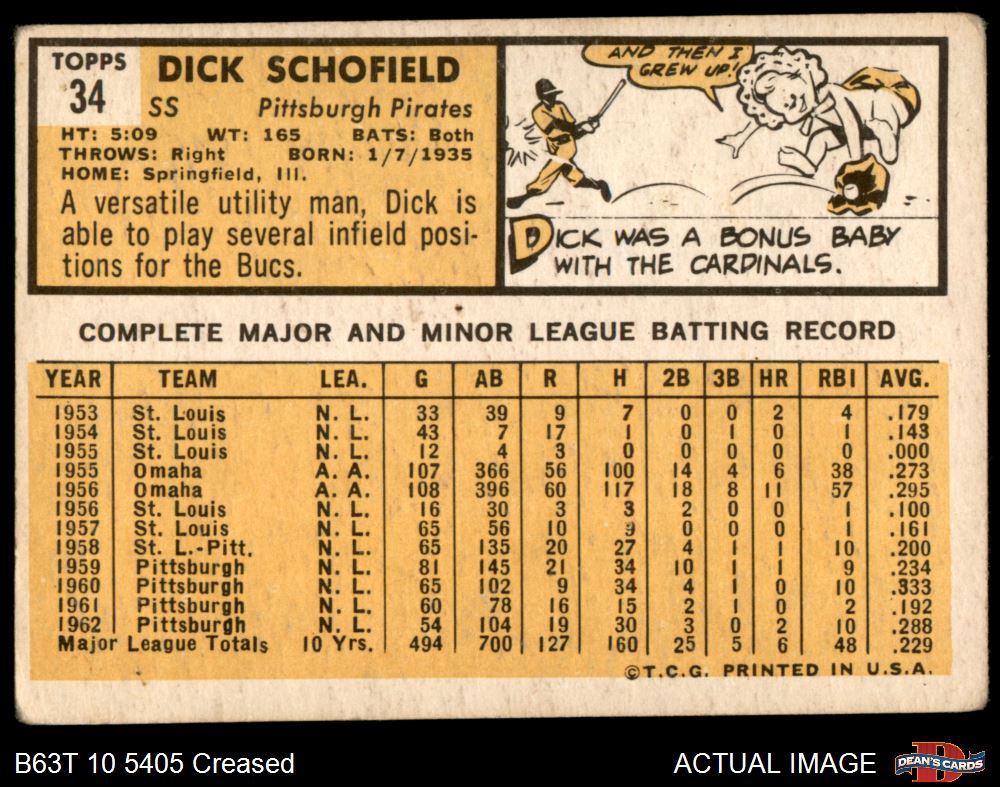 TOPPS
34
DICK SCHOFIELD
SS Pittsburgh Pirates
HT: 5:09 WT: 165 BATS: Both
THROWS: Right BORN: 1/7/1935
HOME: Springfield, Ill.
A versatile utility man, Dick is
able to play several infield posi-
tions for the Bucs.
AND THEN I
GREW UP!
DICK WAS A BONUS BABY
WITH THE CARDINALS.
COMPLETE MAJOR AND MINOR LEAGUE BATTING RECORD
YEAR TEAM LEA. G AB R H 2B 3B HR RBI AVG.
1953 St. Louis N. L. 33 39 9 7 0 0 2 4 .179
1954 St. Louis N. L. 43 7 17 1 0 1 0 1 .143
1955 St. Louis N. L. 12 4 3 0 0 0 0 0 .000
1955 Omaha A. A. 107 366 56 100 14 4 6 38 .273
1956 Omaha A. A. 108 396 60 117 18 8 11 57 .295
1956 St. Louis N. L. 16 30 3 3 2 0 0 1 .100
1957 St. Louis N. L. 65 56 10 9 0 0 0 1 .161
1958 St. L.-Pitt. N. L. 65 135 20 27 4 1 1 10 .200
1959 Pittsburgh N. L. 81 145 21 34 10 1 1 9 .234
1960 Pittsburgh N. L. 65 102 9 34 4 1 0 10 .333
1961 Pittsburgh N. L. 60 78 16 15 2 1 0 2 .192
1962 Pittsburgh N. L. 54 104 19 30 3 0 2 10 .288
Major League Totals 10 Yrs. 494 700 127 160 25 5 6 48 .229
©T.C.G. PRINTED IN U.S.A.
B63T 10 5405 Creased
ACTUAL IMAGE
D
DEAN'S CARDS